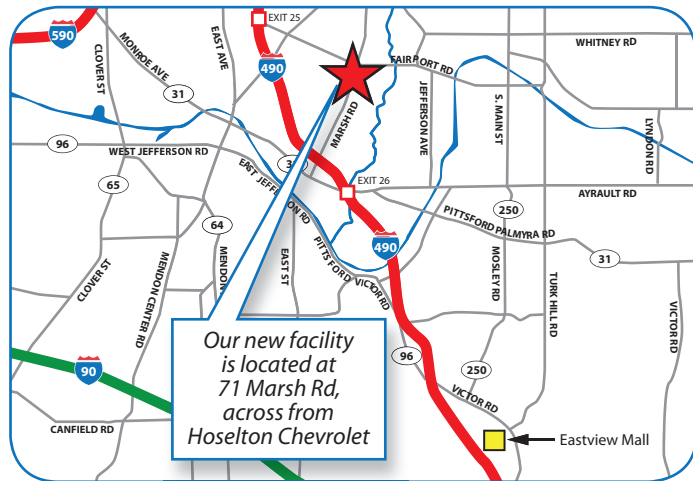 590
CLOVER ST
MONROE AVE
EAST AVE
EXIT 25
490
FAIRPORT RD
WHITNEY RD
31
MARSH RD
JEFFERSON AVE
S. MAIN ST
LYNDON RD
96
WEST JEFFERSON RD
EAST JEFFERSON RD
EXIT 26
AYRAULT RD
65
64
250
PITTSFORD PALMYRA RD
31
490
CLOVER ST
MENDON CENTER RD
MENDON
EAST ST
PITTSFORD VICTOR RD
MOSLEY RD
TURK HILL RD
VICTOR RD
90
96
250
VICTOR RD
CANFIELD RD
Our new facility
is located at
71 Marsh Rd,
across from
Hoselton Chevrolet
Eastview Mall